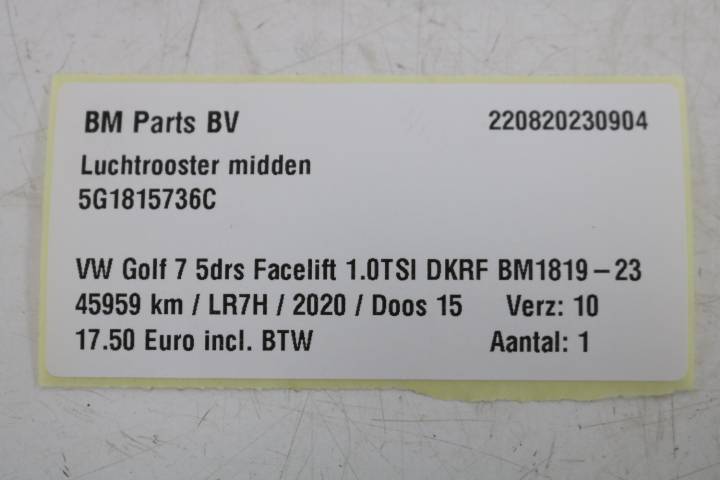 BM Parts BV 220820230904
Luchtrooster midden
5G1815736C
VW Golf 7 5drs Facelift 1.0TSI DKRF BM1819-23
45959 km / LR7H / 2020 / Doos 15 Verz: 10
17.50 Euro incl. BTW Aantal: 1